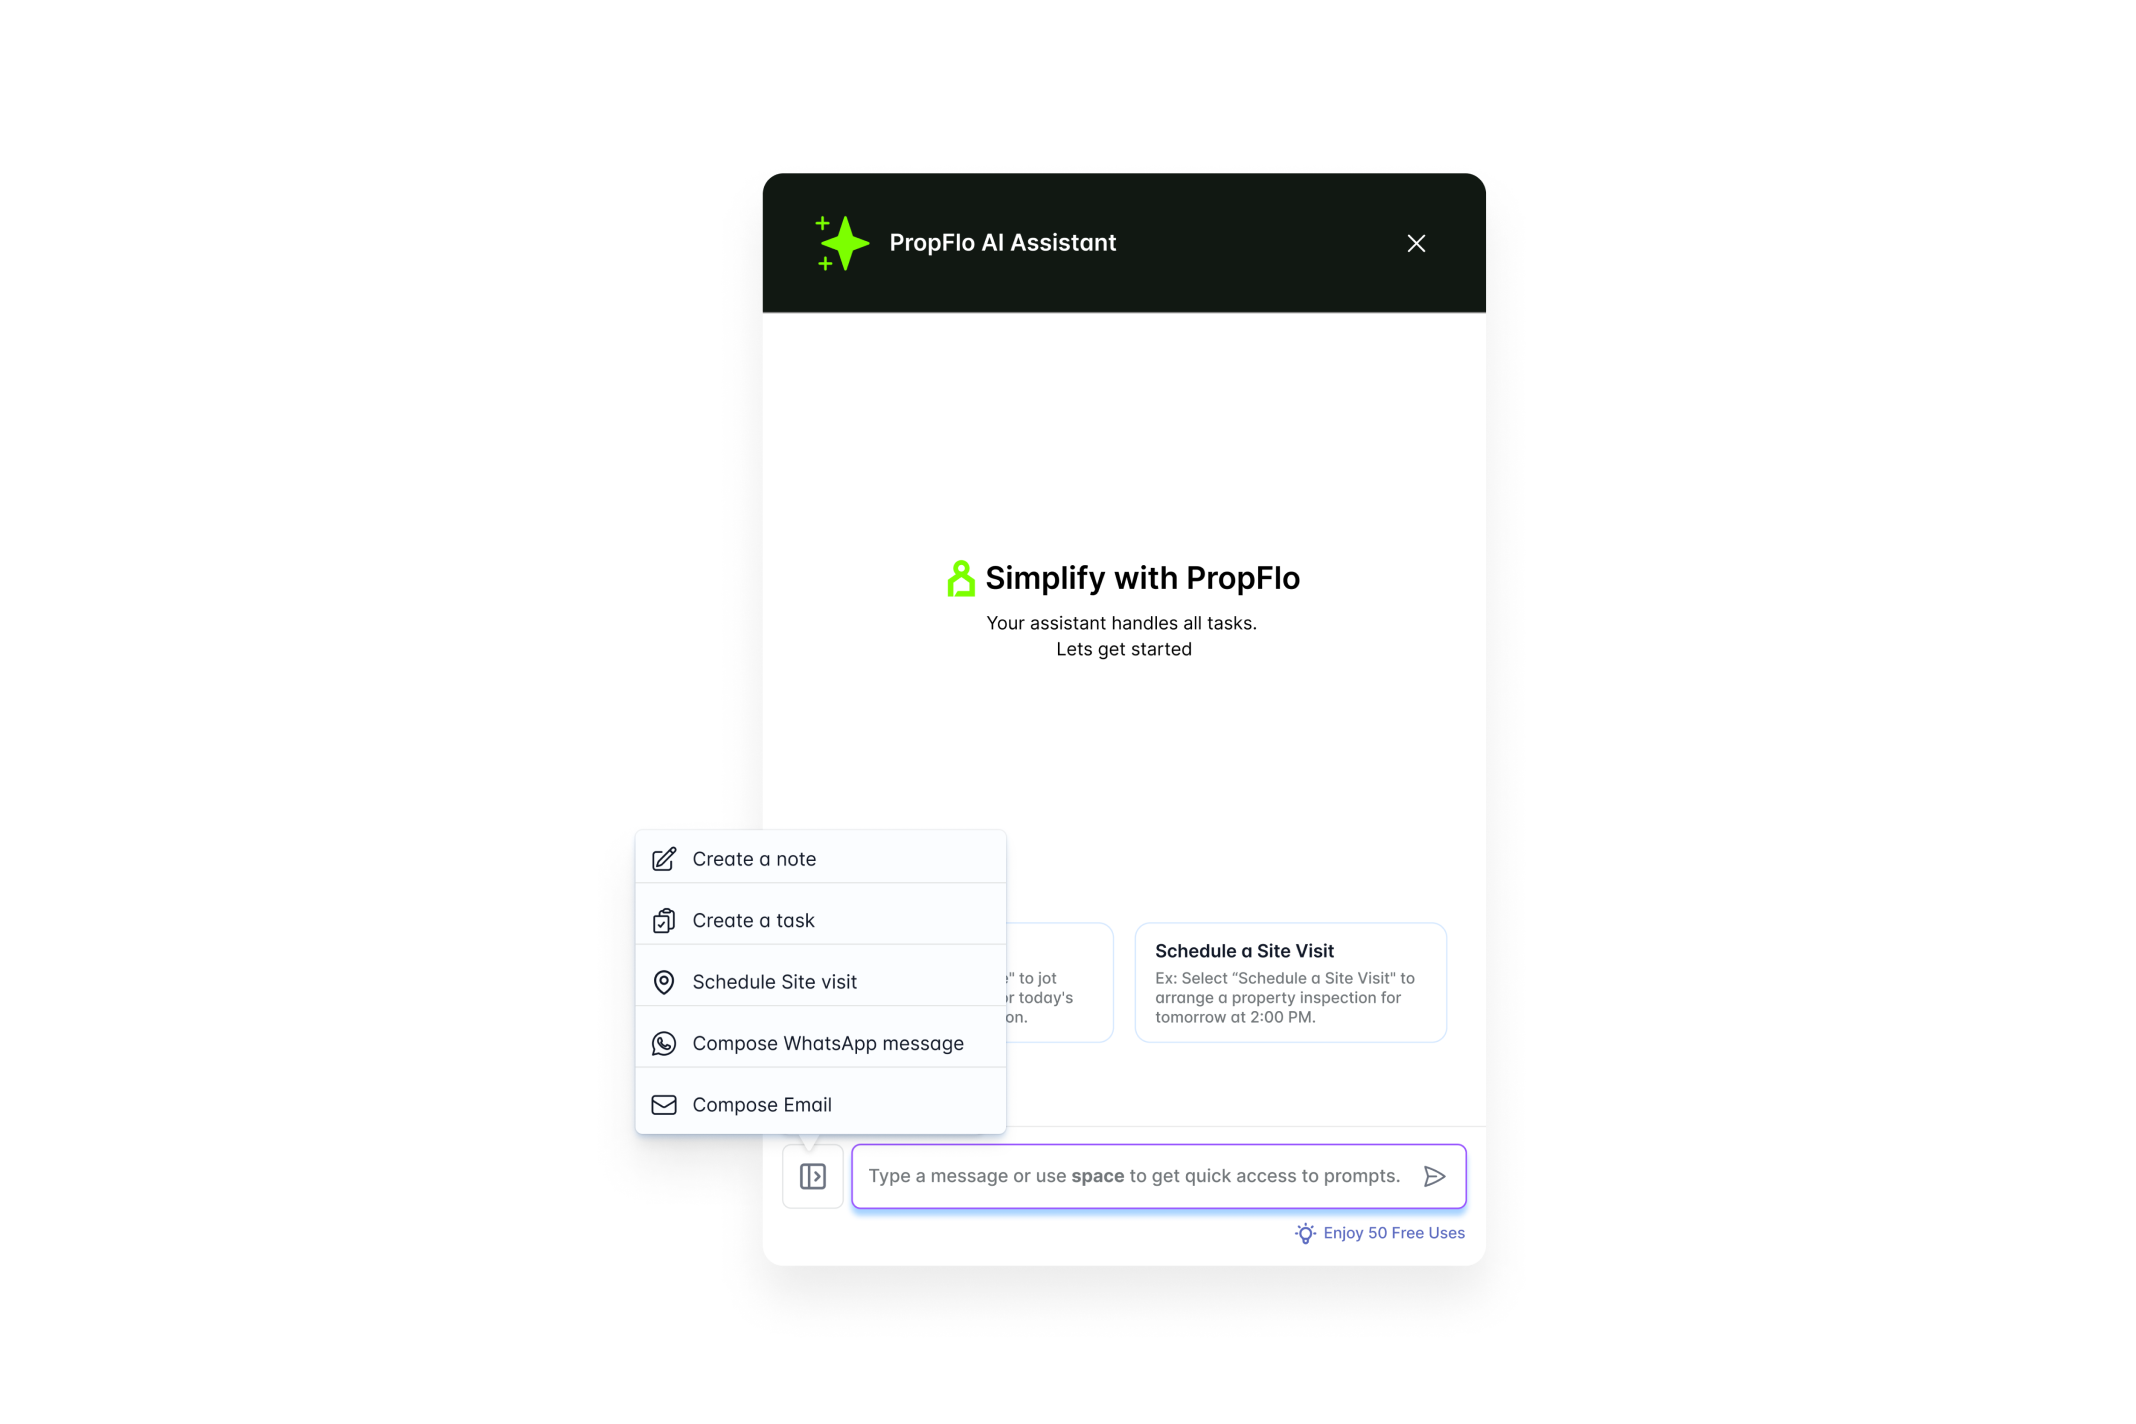 PropFlo AI Assistant
Simplify with PropFlo
Your assistant handles all tasks.
Lets get started
Create a note
Create a task
Schedule Site visit
Compose WhatsApp message
Compose Email
" to jot
or today's
on.
Schedule a Site Visit
Ex: Select “Schedule a Site Visit" to
arrange a property inspection for
tomorrow at 2:00 PM.
Type a message or use space to get quick access to prompts.
Enjoy 50 Free Uses